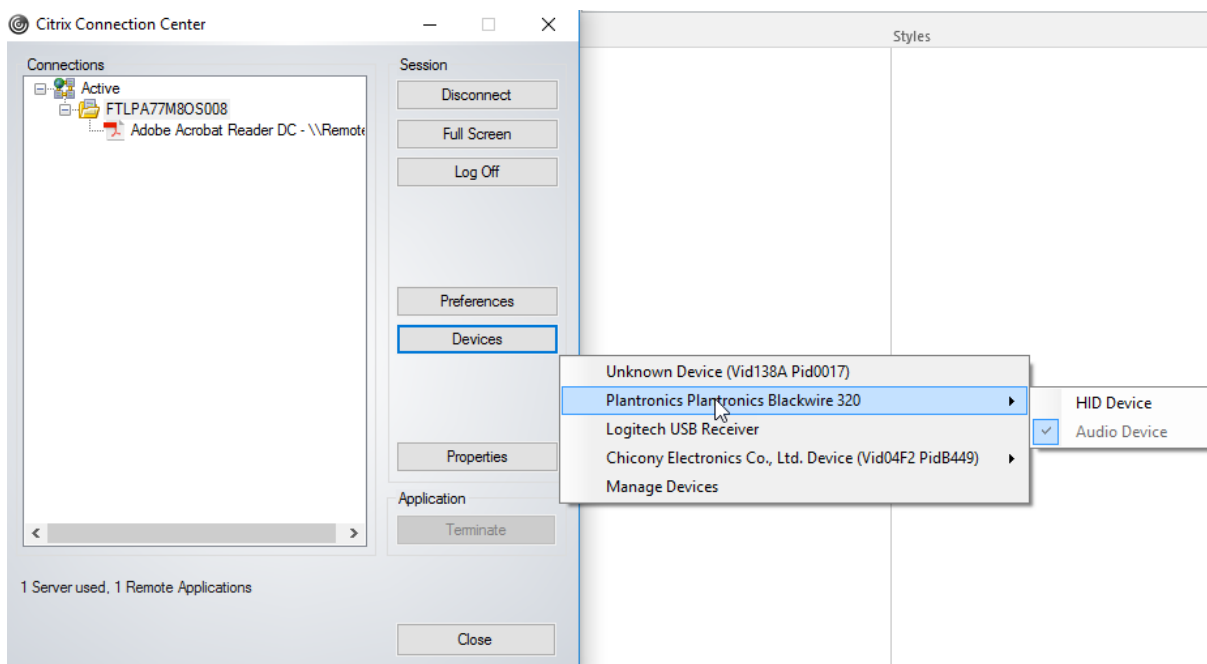 Citrix Connection Center
Styles
Connections
Active
FTLPA77M8OS008
Adobe Acrobat Reader DC - \\Remote
Session
Disconnect
Full Screen
Log Off
Preferences
Devices
Properties
Application
Terminate
Unknown Device (Vid138A Pid0017)
Plantronics Plantronics Blackwire 320
Logitech USB Receiver
Chicony Electronics Co., Ltd. Device (Vid04F2 PidB449)
Manage Devices
HID Device
Audio Device
1 Server used, 1 Remote Applications
Close